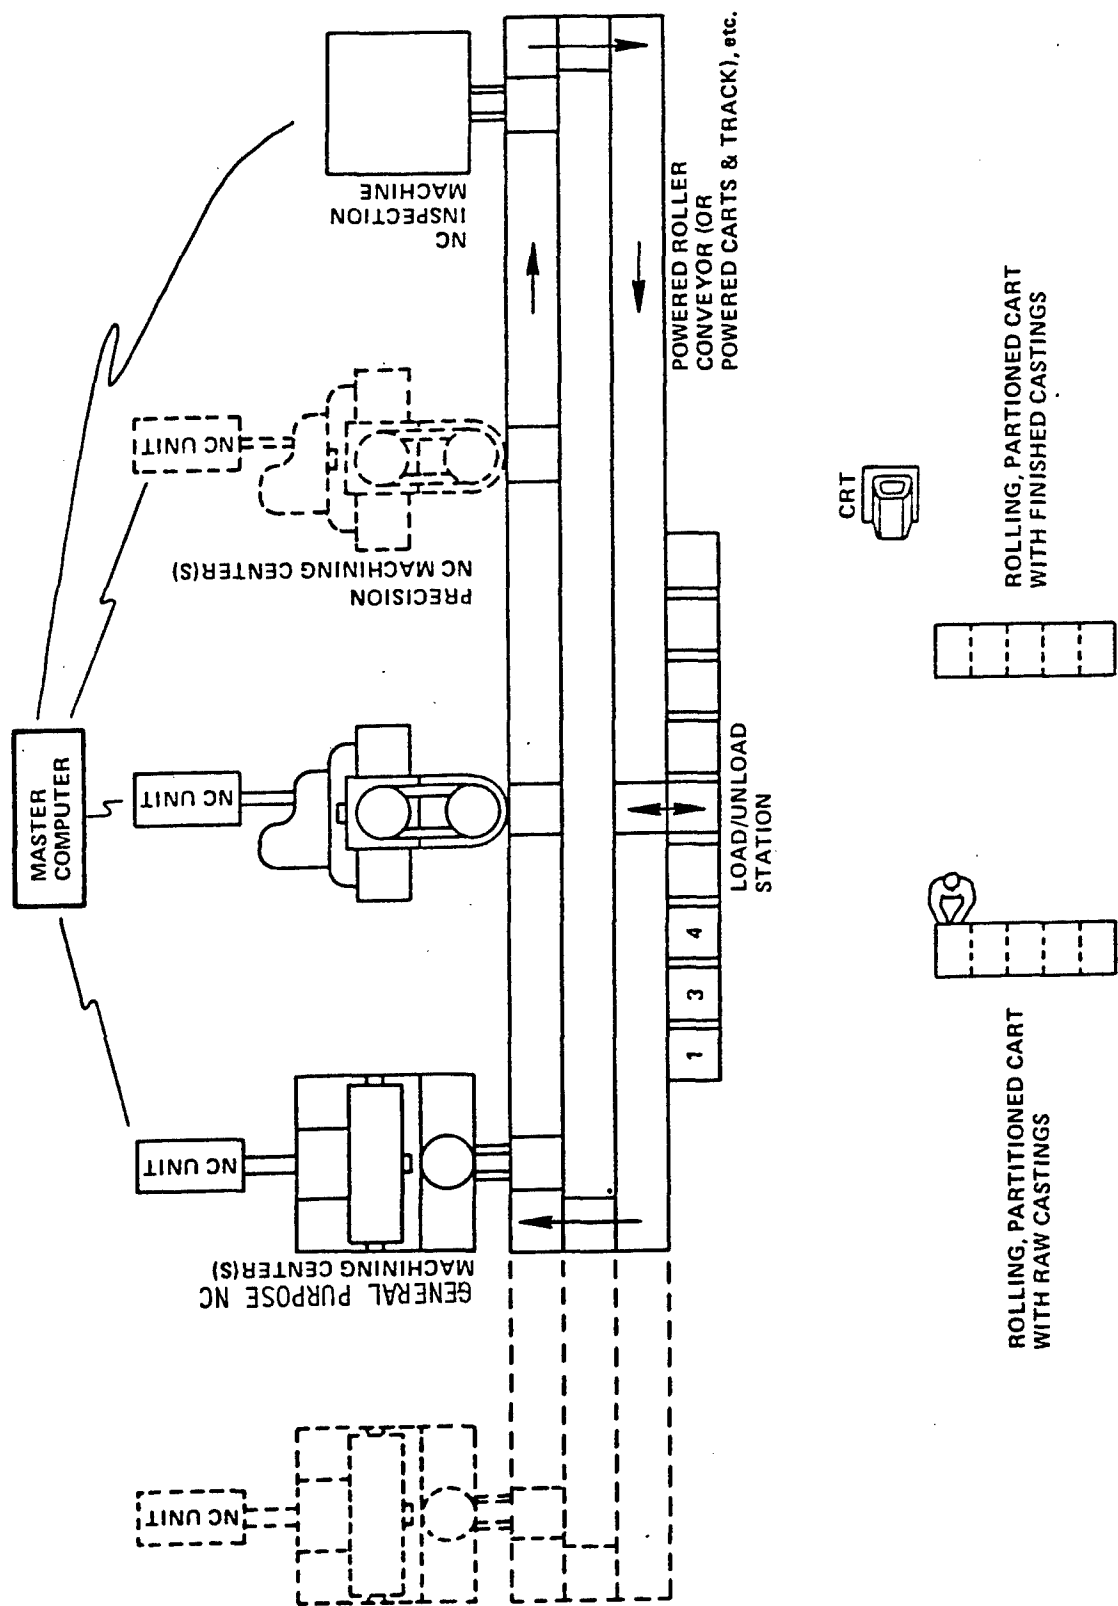 MASTER
COMPUTER
NC UNIT
NC UNIT
NC UNIT
NC UNIT
GENERAL PURPOSE NC
MACHINING CENTER(S)
PRECISION
NC MACHINING CENTER(S)
NC
INSPECTION
MACHINE
POWERED ROLLER
CONVEYOR (OR
POWERED CARTS & TRACK), etc.
1
3
4
LOAD/UNLOAD
STATION
CRT
ROLLING, PARTITIONED CART
WITH RAW CASTINGS
ROLLING, PARTIONED CART
WITH FINISHED CASTINGS